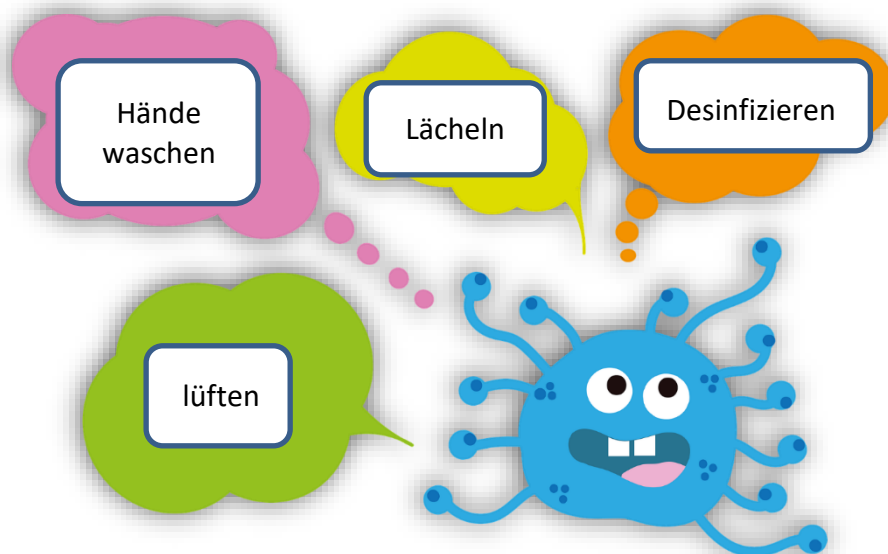 Hände
waschen
Lächeln
Desinfizieren
lüften